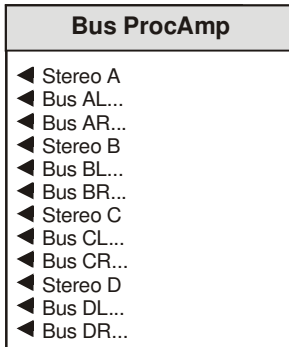 Bus ProcAmp
Stereo A
Bus AL...
Bus AR...
Stereo B
Bus BL...
Bus BR...
Stereo C
Bus CL...
Bus CR...
Stereo D
Bus DL...
Bus DR...